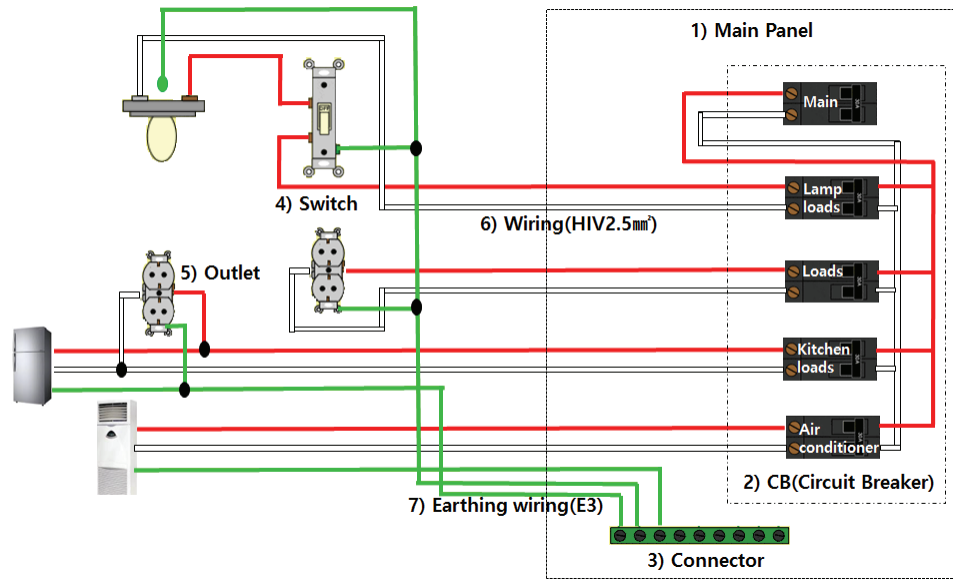 1) Main Panel
Main
Lamp
loads
4) Switch
6) Wiring(HIV2.5㎟)
5) Outlet
Loads
Kitchen
loads
Air
conditioner
2) CB(Circuit Breaker)
7) Earthing wiring(E3)
3) Connector